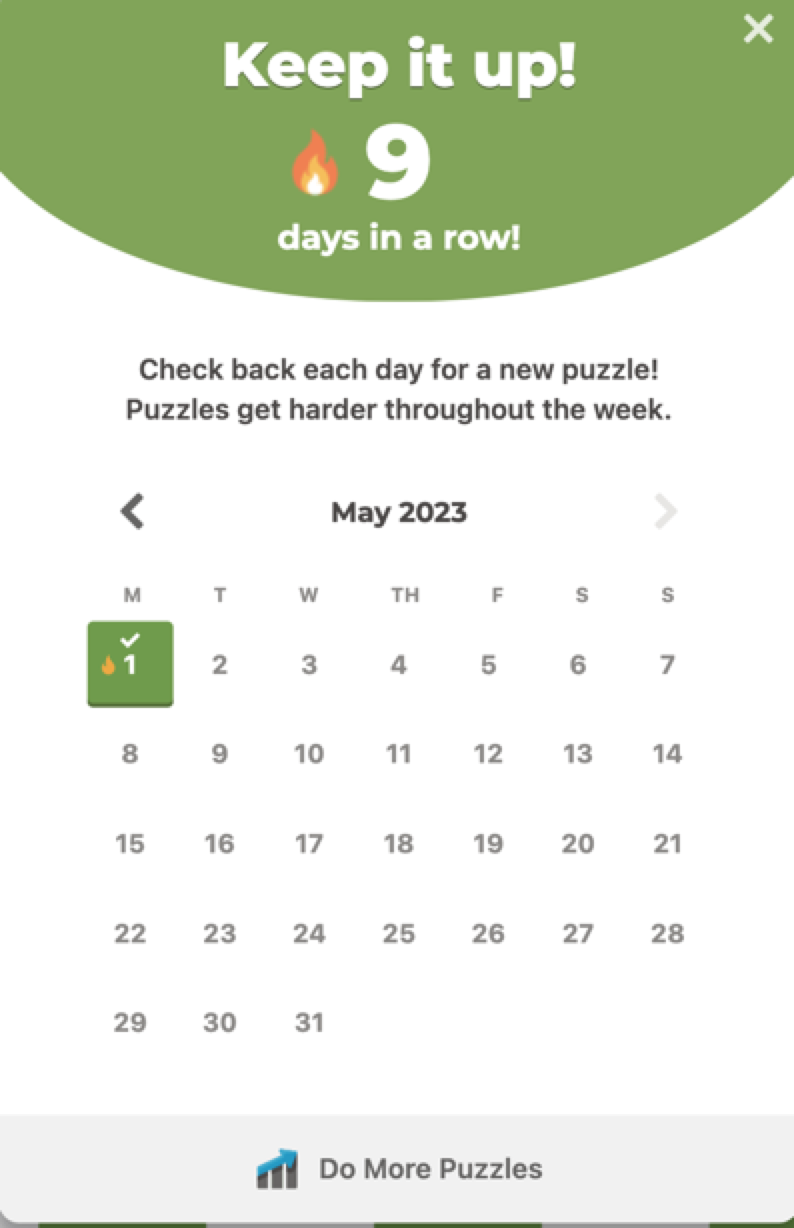 Keep it up!
9
days in a row!
Check back each day for a new puzzle!
Puzzles get harder throughout the week.
May 2023
M T W TH F S S
1 2 3 4 5 6 7
8 9 10 11 12 13 14
15 16 17 18 19 20 21
22 23 24 25 26 27 28
29 30 31
Do More Puzzles